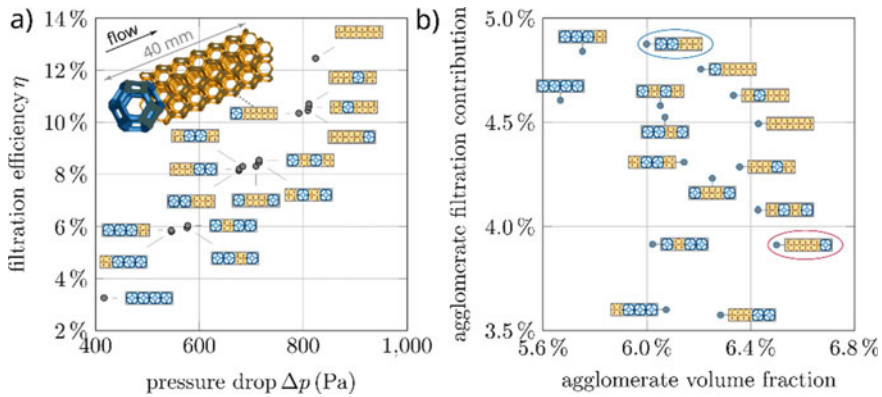 a)
14 %
12 %
10 %
8 %
6 %
4 %
2 %
filtration efficiency η
flow
40 mm
400
600
800
1,000
pressure drop Δp (Pa)
b)
5.0 %
4.5 %
4.0 %
3.5 %
agglomerate filtration contribution
5.6 %
6.0 %
6.4 %
6.8 %
agglomerate volume fraction